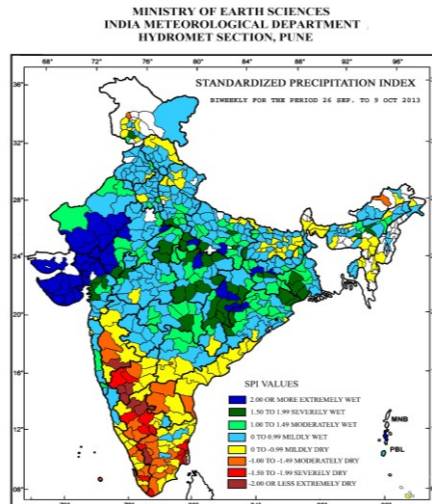 MINISTRY OF EARTH SCIENCES
INDIA METEOROLOGICAL DEPARTMENT
HYDROMET SECTION, PUNE
68° 72° 76° 80° 84° 88° 92° 96°
STANDARDIZED PRECIPITATION INDEX
BIWEEKLY FOR THE PERIOD 26 SEP. TO 9 OCT 2013
36°
32°
28°
24°
20°
16°
12°
8°
SPI VALUES
2.00 OR MORE EXTREMELY WET
1.50 TO 1.99 SEVERELY WET
1.00 TO 1.49 MODERATELY WET
0 TO 0.99 MILDLY WET
0 TO -0.99 MILDLY DRY
-1.00 TO -1.49 MODERATELY DRY
-1.50 TO -1.99 SEVERELY DRY
-2.00 OR LESS EXTREMELY DRY
MNB
PBL